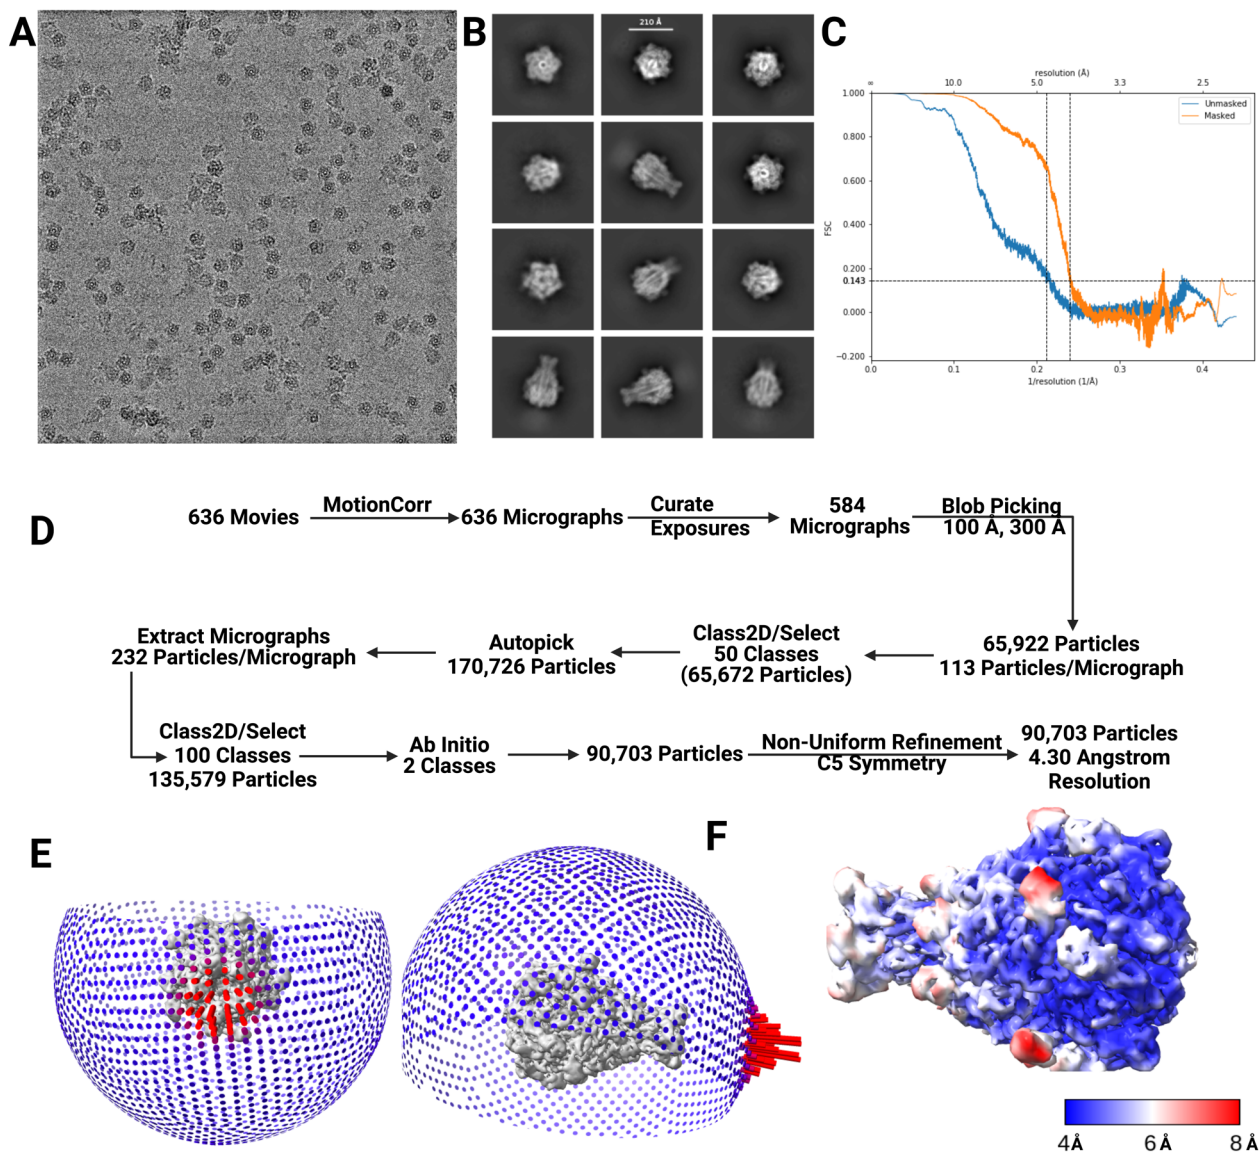 A
B
210 Å
C
resolution (Å)
∞
10.0
5.0
3.3
2.5
1.000
0.800
0.600
0.400
0.200
0.143
0.000
−0.200
FSC
Unmasked
Masked
0.0
0.1
0.2
0.3
0.4
1/resolution (1/Å)
D
636 Movies
MotionCorr
636 Micrographs
Curate
Exposures
584
Micrographs
Blob Picking
100 Å, 300 Å
Extract Micrographs
232 Particles/Micrograph
Autopick
170,726 Particles
Class2D/Select
50 Classes
(65,672 Particles)
65,922 Particles
113 Particles/Micrograph
Class2D/Select
100 Classes
135,579 Particles
Ab Initio
2 Classes
90,703 Particles
Non-Uniform Refinement
C5 Symmetry
90,703 Particles
4.30 Angstrom
Resolution
E
F
4Å
6 Å
8 Å